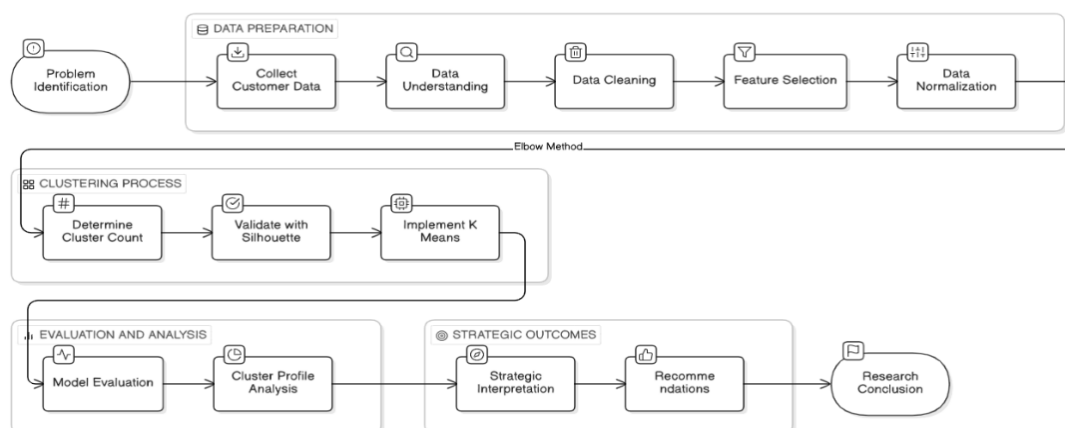 DATA PREPARATION
Problem
Identification
Collect
Customer Data
Data
Understanding
Data Cleaning
Feature Selection
Data
Normalization
Elbow Method
CLUSTERING PROCESS
#
Determine
Cluster Count
Validate with
Silhouette
Implement K
Means
EVALUATION AND ANALYSIS
Model Evaluation
Cluster Profile
Analysis
STRATEGIC OUTCOMES
Strategic
Interpretation
Recomme
ndations
Research
Conclusion